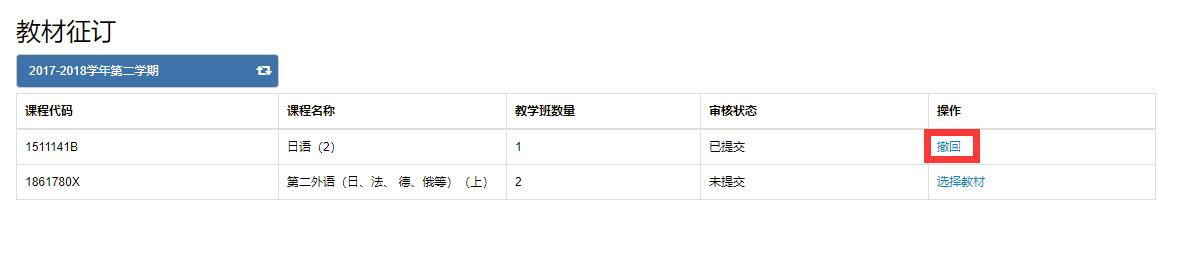 教材征订
2017-2018学年第二学期
课程代码 课程名称 教学班数量 审核状态 操作
1511141B 日语（2） 1 已提交 撤回
1861780X 第二外语（日、法、 德、俄等）（上） 2 未提交 选择教材